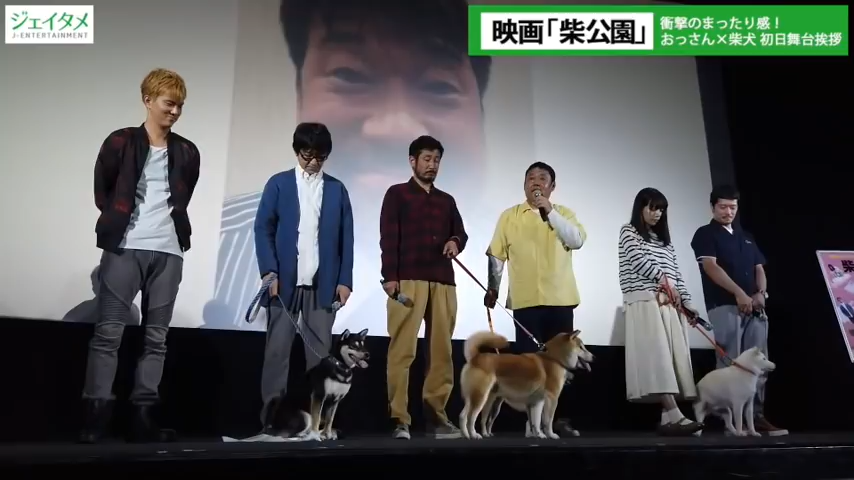 ジェイタメ
J-ENTERTAINMENT
映画「柴公園」
衝撃のまったり感！
おっさん×柴犬 初日舞台挨拶
柴